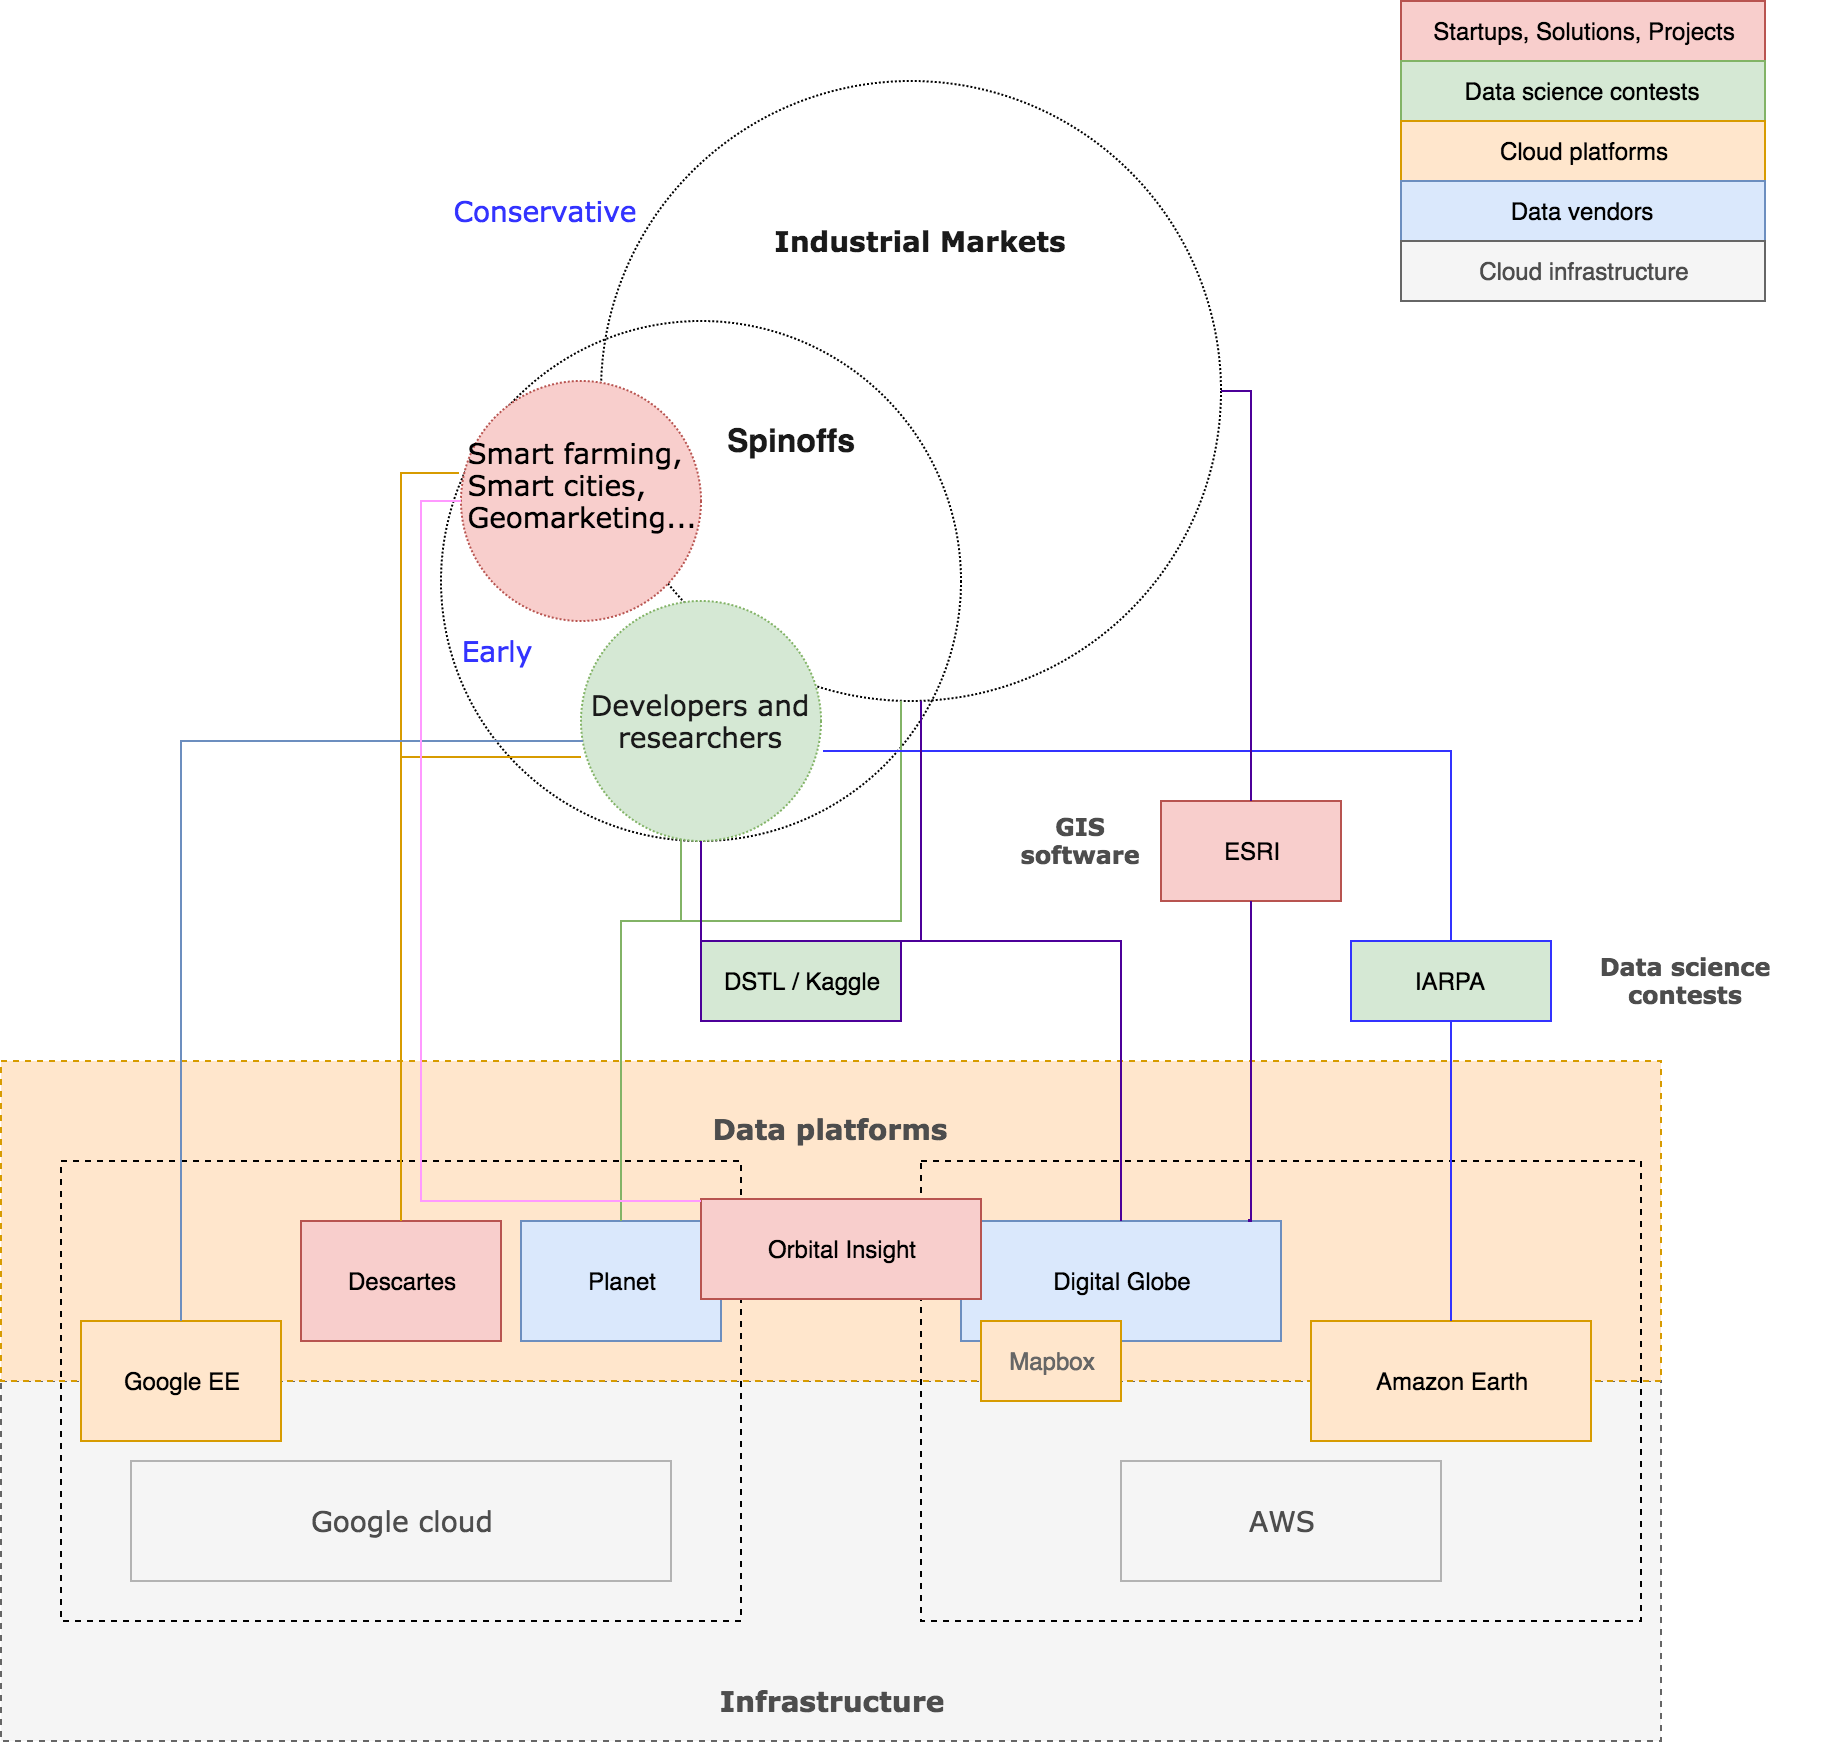 Startups, Solutions, Projects
Data science contests
Cloud platforms
Data vendors
Cloud infrastructure
Conservative
Industrial Markets
Spinoffs
Smart farming,
Smart cities,
Geomarketing...
Early
Developers and
researchers
GIS
software
ESRI
DSTL / Kaggle
IARPA
Data science
contests
Data platforms
Orbital Insight
Descartes
Planet
Digital Globe
Mapbox
Google EE
Amazon Earth
Google cloud
AWS
Infrastructure